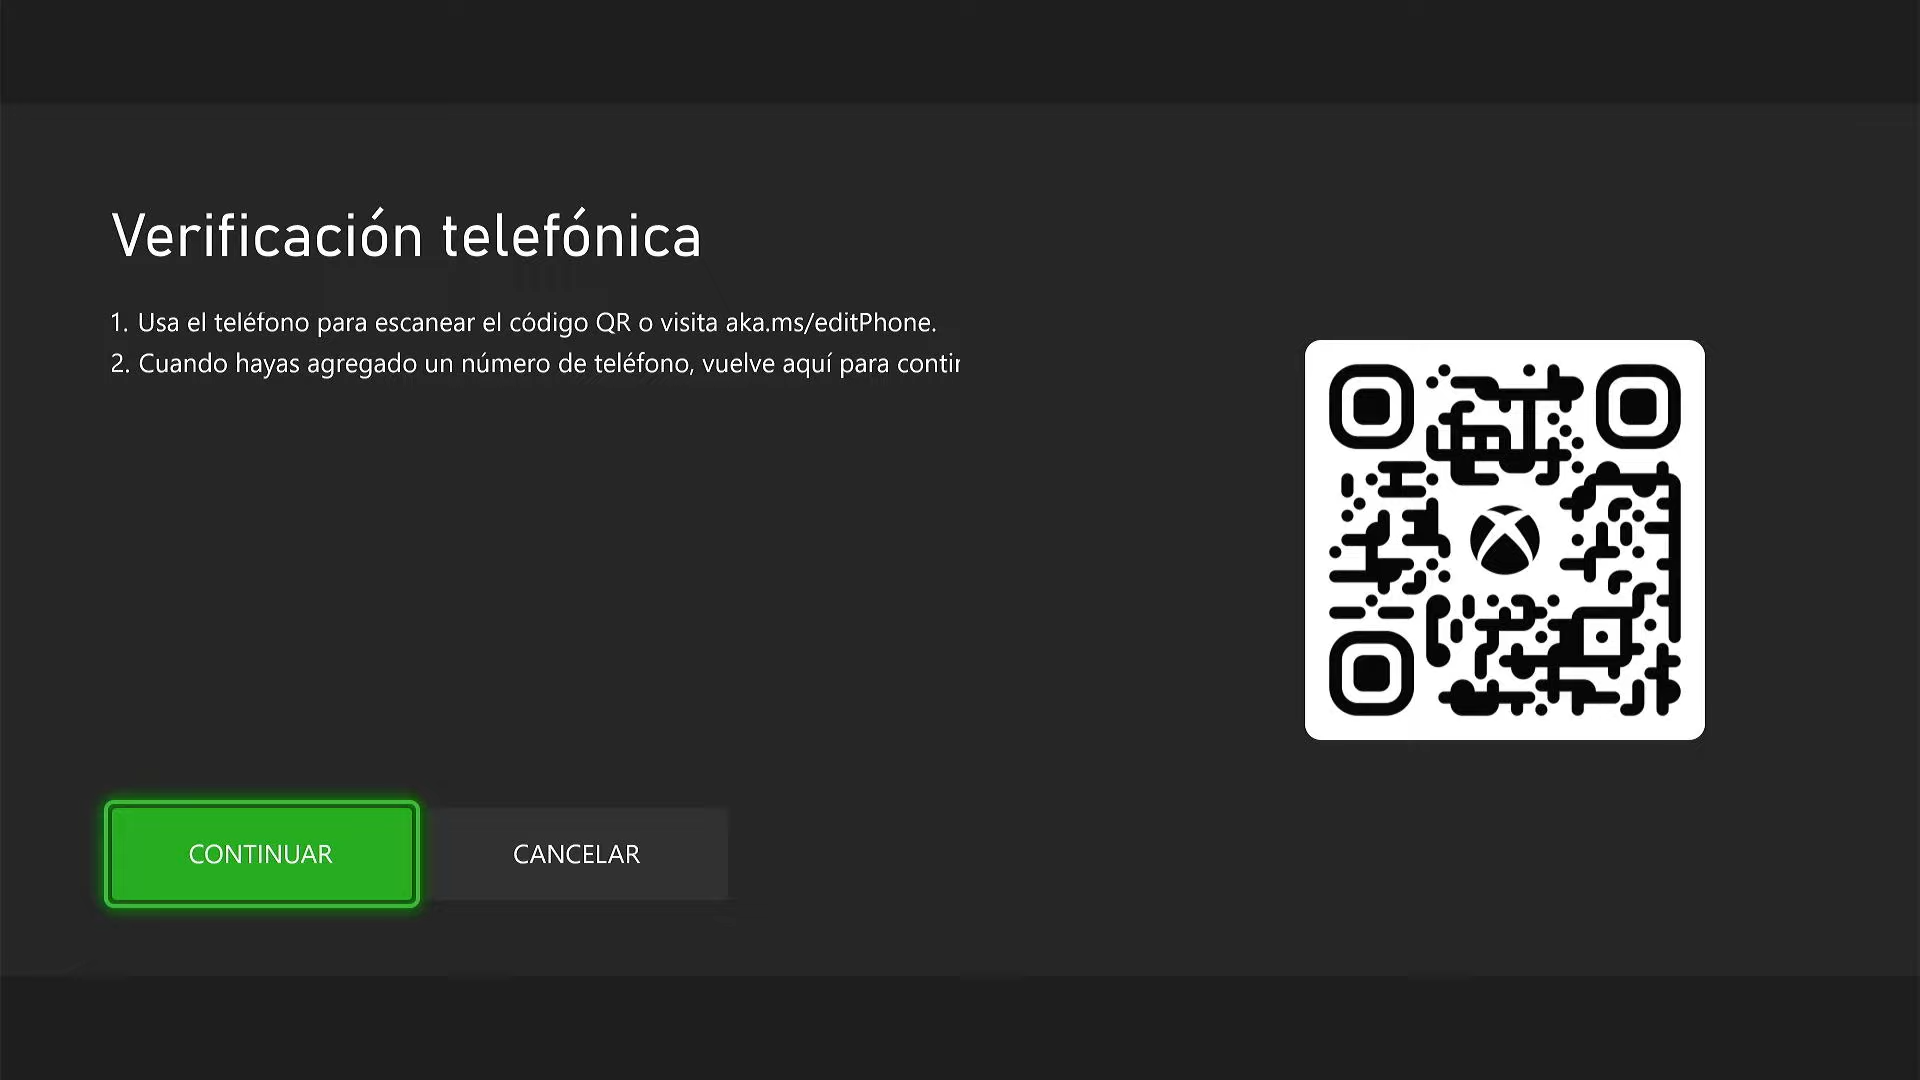 Verificación telefónica
1. Usa el teléfono para escanear el código QR o visita aka.ms/editPhone.
2. Cuando hayas agregado un número de teléfono, vuelve aquí para contin
CONTINUAR
CANCELAR